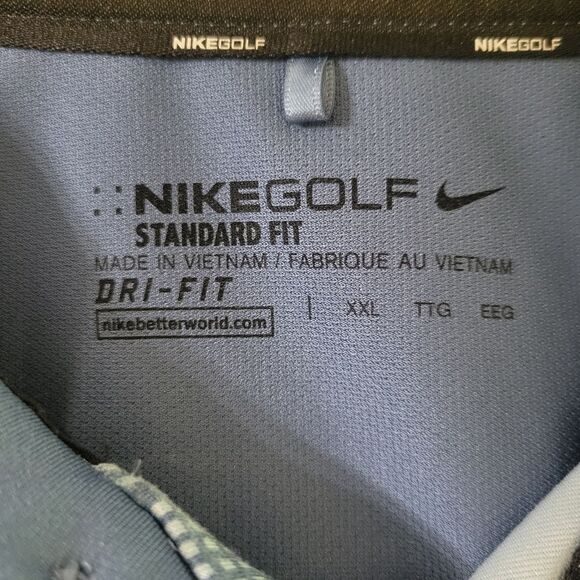 NIKEGOLF NIKEGOLF
NIKEGOLF
STANDARD FIT
MADE IN VIETNAM / FABRIQUE AU VIETNAM
DRI-FIT
nikebetterworld.com
| XXL TTG EEG